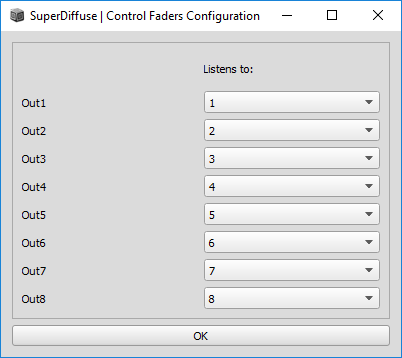 SuperDiffuse | Control Faders Configuration
Listens to:
Out1 1
Out2 2
Out3 3
Out4 4
Out5 5
Out6 6
Out7 7
Out8 8
OK